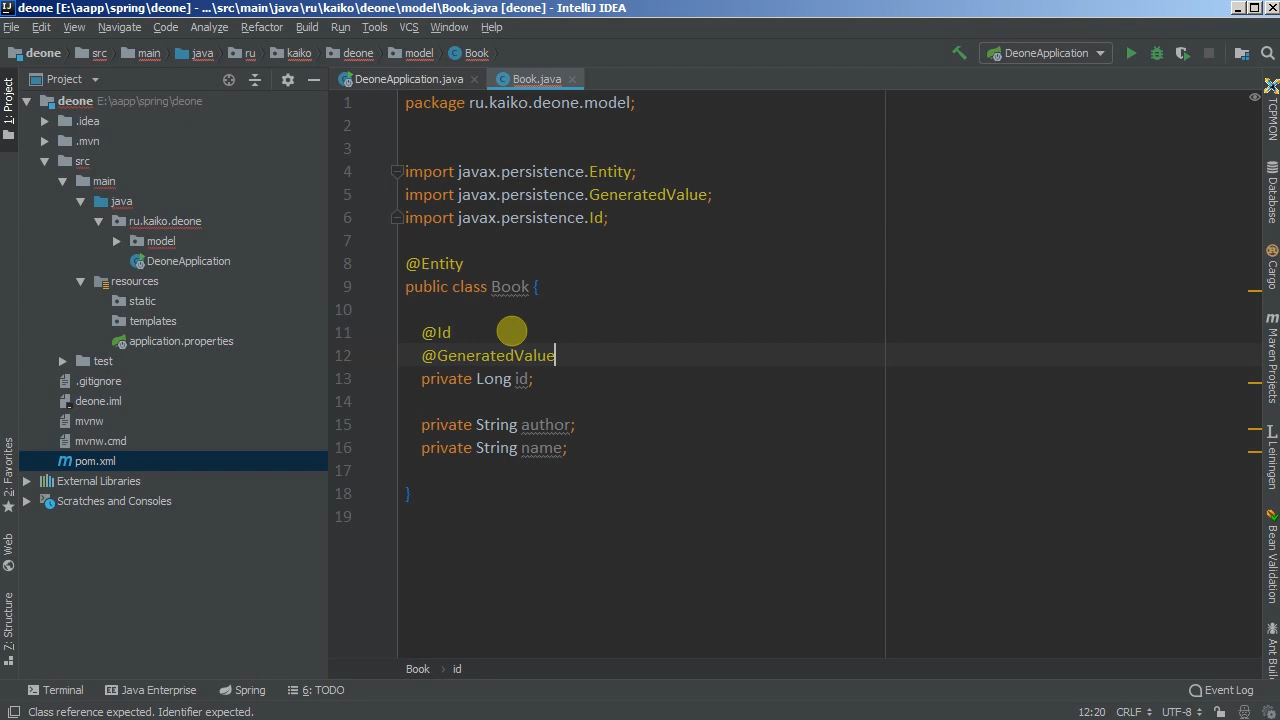 deone [E:\aapp\spring\deone] - ...\src\main\java\ru\kaiko\deone\model\Book.java [deone] - IntelliJ IDEA
File Edit View Navigate Code Analyze Refactor Build Run Tools VCS Window Help
deone src main java ru kaiko deone model Book DeoneApplication
1: Project
Project
DeoneApplication.java Book.java
deone E:\aapp\spring\deone
.idea
.mvn
src
main
java
ru.kaiko.deone
model
DeoneApplication
resources
static
templates
application.properties
test
.gitignore
deone.iml
mvnw
mvnw.cmd
pom.xml
External Libraries
Scratches and Consoles
1 package ru.kaiko.deone.model;
2
3
4 import javax.persistence.Entity;
5 import javax.persistence.GeneratedValue;
6 import javax.persistence.Id;
7
8 @Entity
9 public class Book {
10
11 @Id
12 @GeneratedValue
13 private Long id;
14
15 private String author;
16 private String name;
17
18 }
19
Book id
TCPMON
Database
Cargo
Maven Projects
Leiningen
Bean Validation
Ant Build
2: Favorites
Web
7: Structure
Terminal Java Enterprise Spring 6: TODO Event Log
Class reference expected. Identifier expected. 12:20 CRLF UTF-8